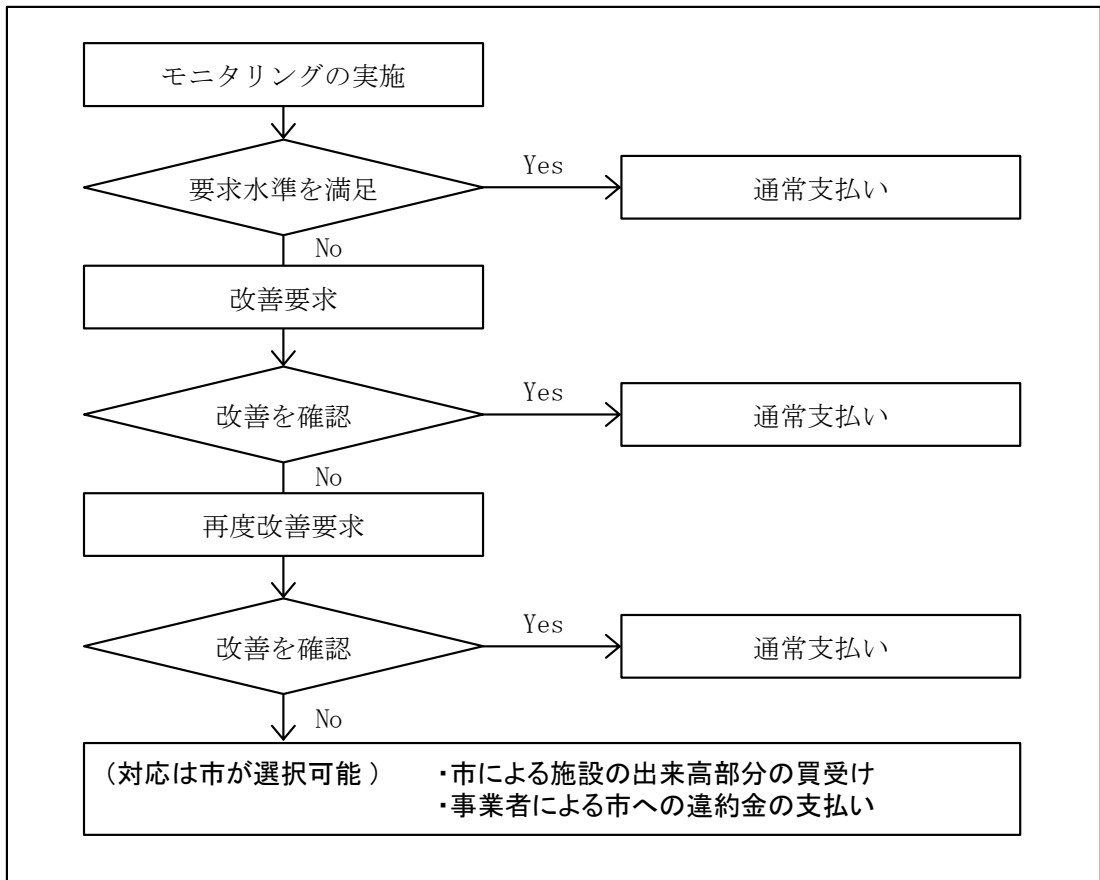 モニタリングの実施
要求水準を満足
Yes
通常支払い
No
改善要求
改善を確認
Yes
通常支払い
No
再度改善要求
改善を確認
Yes
通常支払い
No
（対応は市が選択可能 ） ・市による施設の出来高部分の買受け
・事業者による市への違約金の支払い